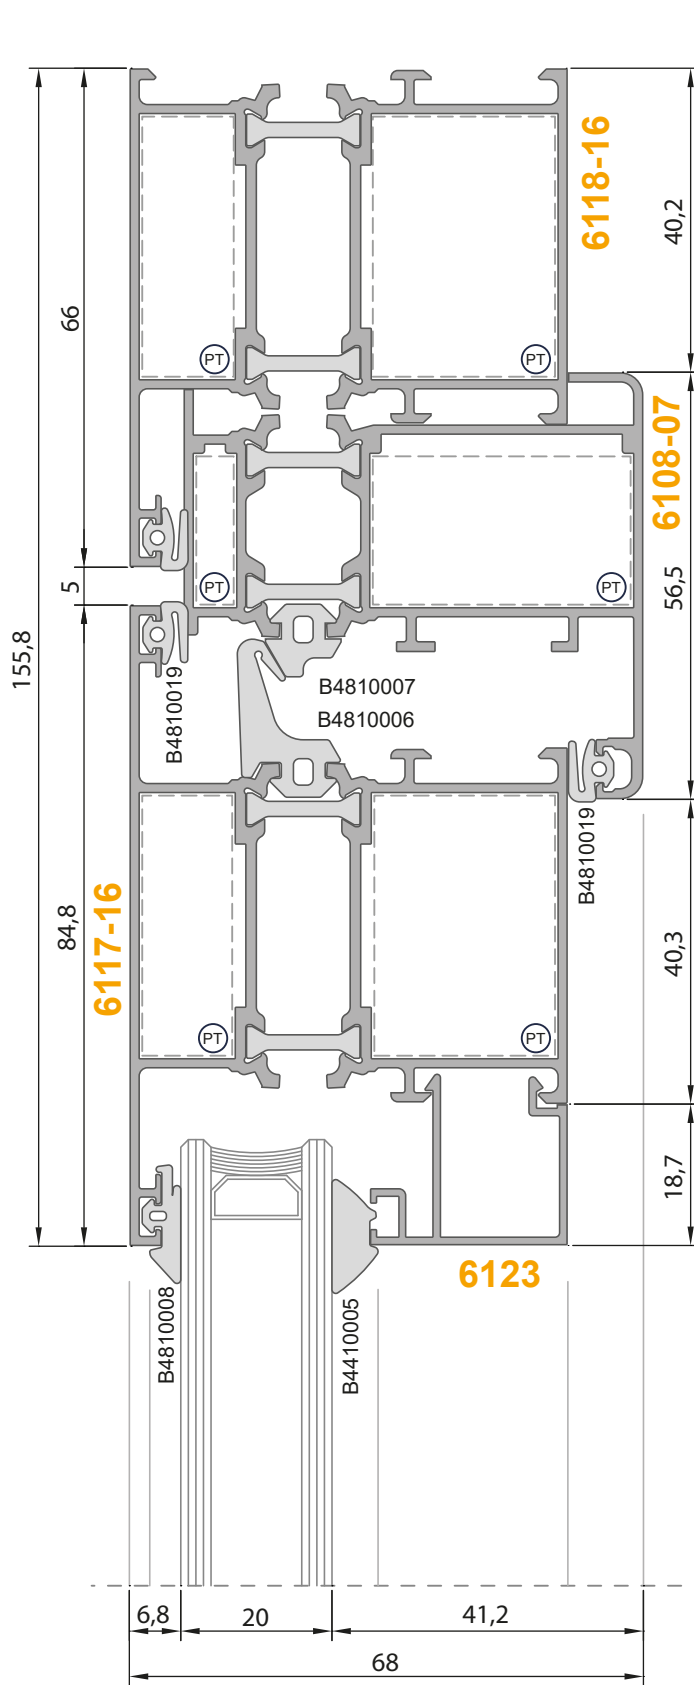 6118-16
40,2
66
PT
PT
6108-07
56,5
5
PT
PT
155,8
B4810019
B4810007
B4810006
B4810019
84,8
6117-16
40,3
PT
PT
18,7
6123
B4810008
B4410005
6,8
20
41,2
68